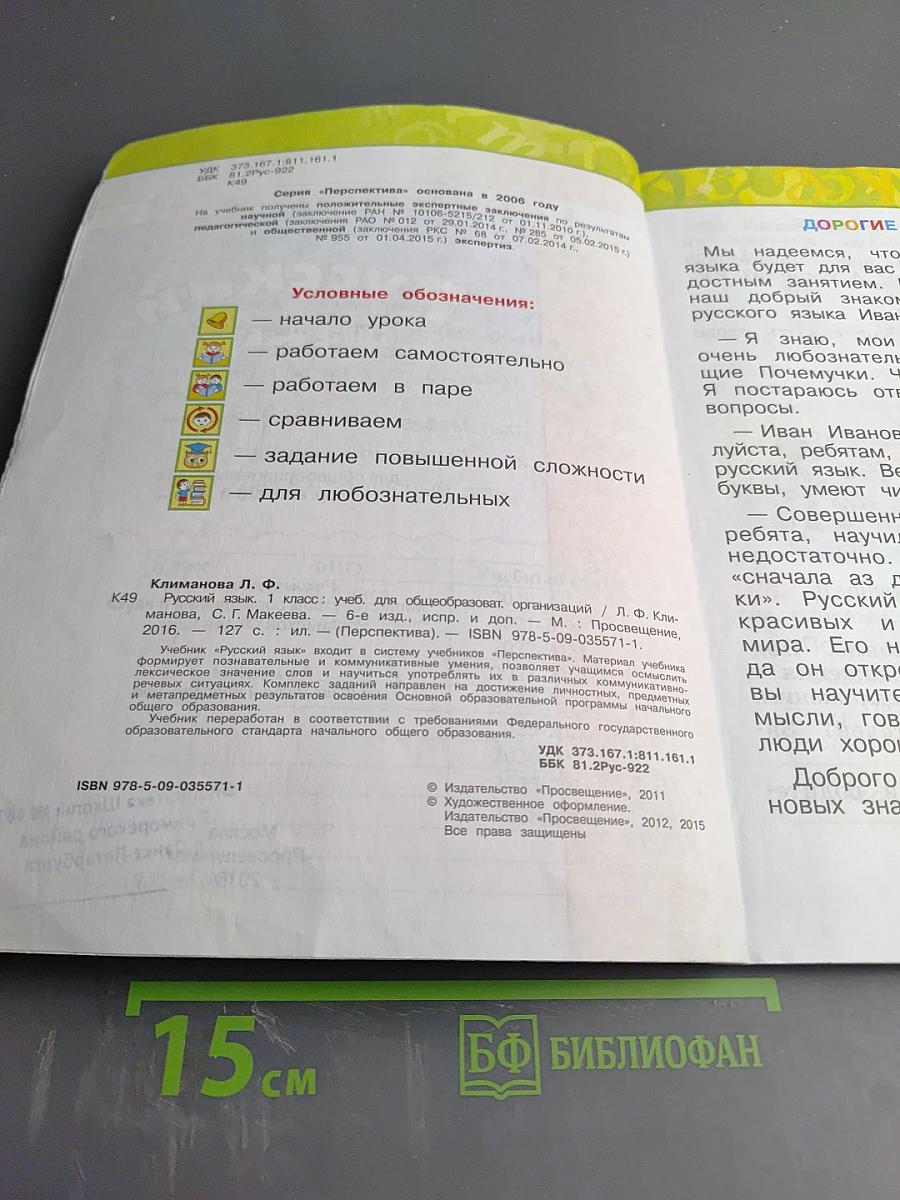 УДК 373.167.1:811.161.1
ББК 81.2Рус-922
К49
Серия «Перспектива» основана в 2006 году
На учебник получены положительные экспертные заключения по результатам
научной (заключение РАН № 10106-5215/212 от 01.11.2010 г.),
педагогической (заключения РАО № 012 от 29.01.2014 г., № 285 от 05.02.2015 г.)
и общественной (заключения РКС № 68 от 07.02.2014 г.,
№ 955 от 01.04.2015 г.) экспертиз.
Условные обозначения:
— начало урока
— работаем самостоятельно
— работаем в паре
— сравниваем
— задание повышенной сложности
— для любознательных
Климанова Л. Ф.
К49 Русский язык. 1 класс : учеб. для общеобразоват. организаций / Л. Ф. Кли-
манова, С. Г. Макеева. — 6-е изд., испр. и доп. — М. : Просвещение,
2016. — 127 с. : ил. — (Перспектива). — ISBN 978-5-09-035571-1.
Учебник «Русский язык» входит в систему учебников «Перспектива». Материал учебника
формирует познавательные и коммуникативные умения, позволяет учащимся осмыслить
лексическое значение слов и научиться употреблять их в различных коммуникативно-
речевых ситуациях. Комплекс заданий направлен на достижение личностных, предметных
и метапредметных результатов освоения Основной образовательной программы начального
общего образования.
Учебник переработан в соответствии с требованиями Федерального государственного
образовательного стандарта начального общего образования.
УДК 373.167.1:811.161.1
ББК 81.2Рус-922
ISBN 978-5-09-035571-1
© Издательство «Просвещение», 2011
© Художественное оформление.
Издательство «Просвещение», 2012, 2015
Все права защищены
ДОРОГИЕ
Мы надеемся, что
языка будет для вас
достным занятием.
наш добрый знаком
русского языка Иван
— Я знаю, мои
очень любознатель
щие Почемучки. Ч
Я постараюсь отв
вопросы.
— Иван Иванов
луйста, ребятам,
русский язык. Ве
буквы, умеют чи
— Совершенн
ребята, научил
недостаточно.
«сначала аз д
ки». Русский
красивых и
мира. Его н
да он откро
вы научите
мысли, гов
люди хорош
Доброго
новых зна
15 см
БФ БИБЛИОФАН